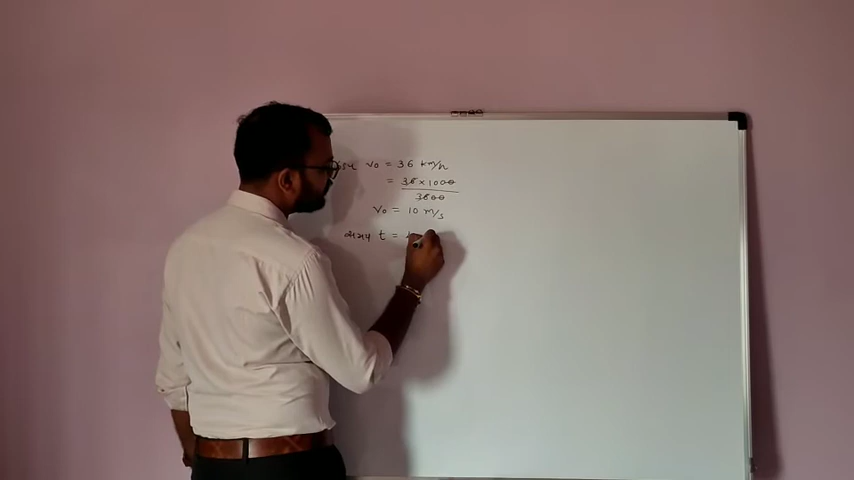 v₀ = 36 km/h
= 36 × 1000 / 3600
v₀ = 10 m/s
સમય t =